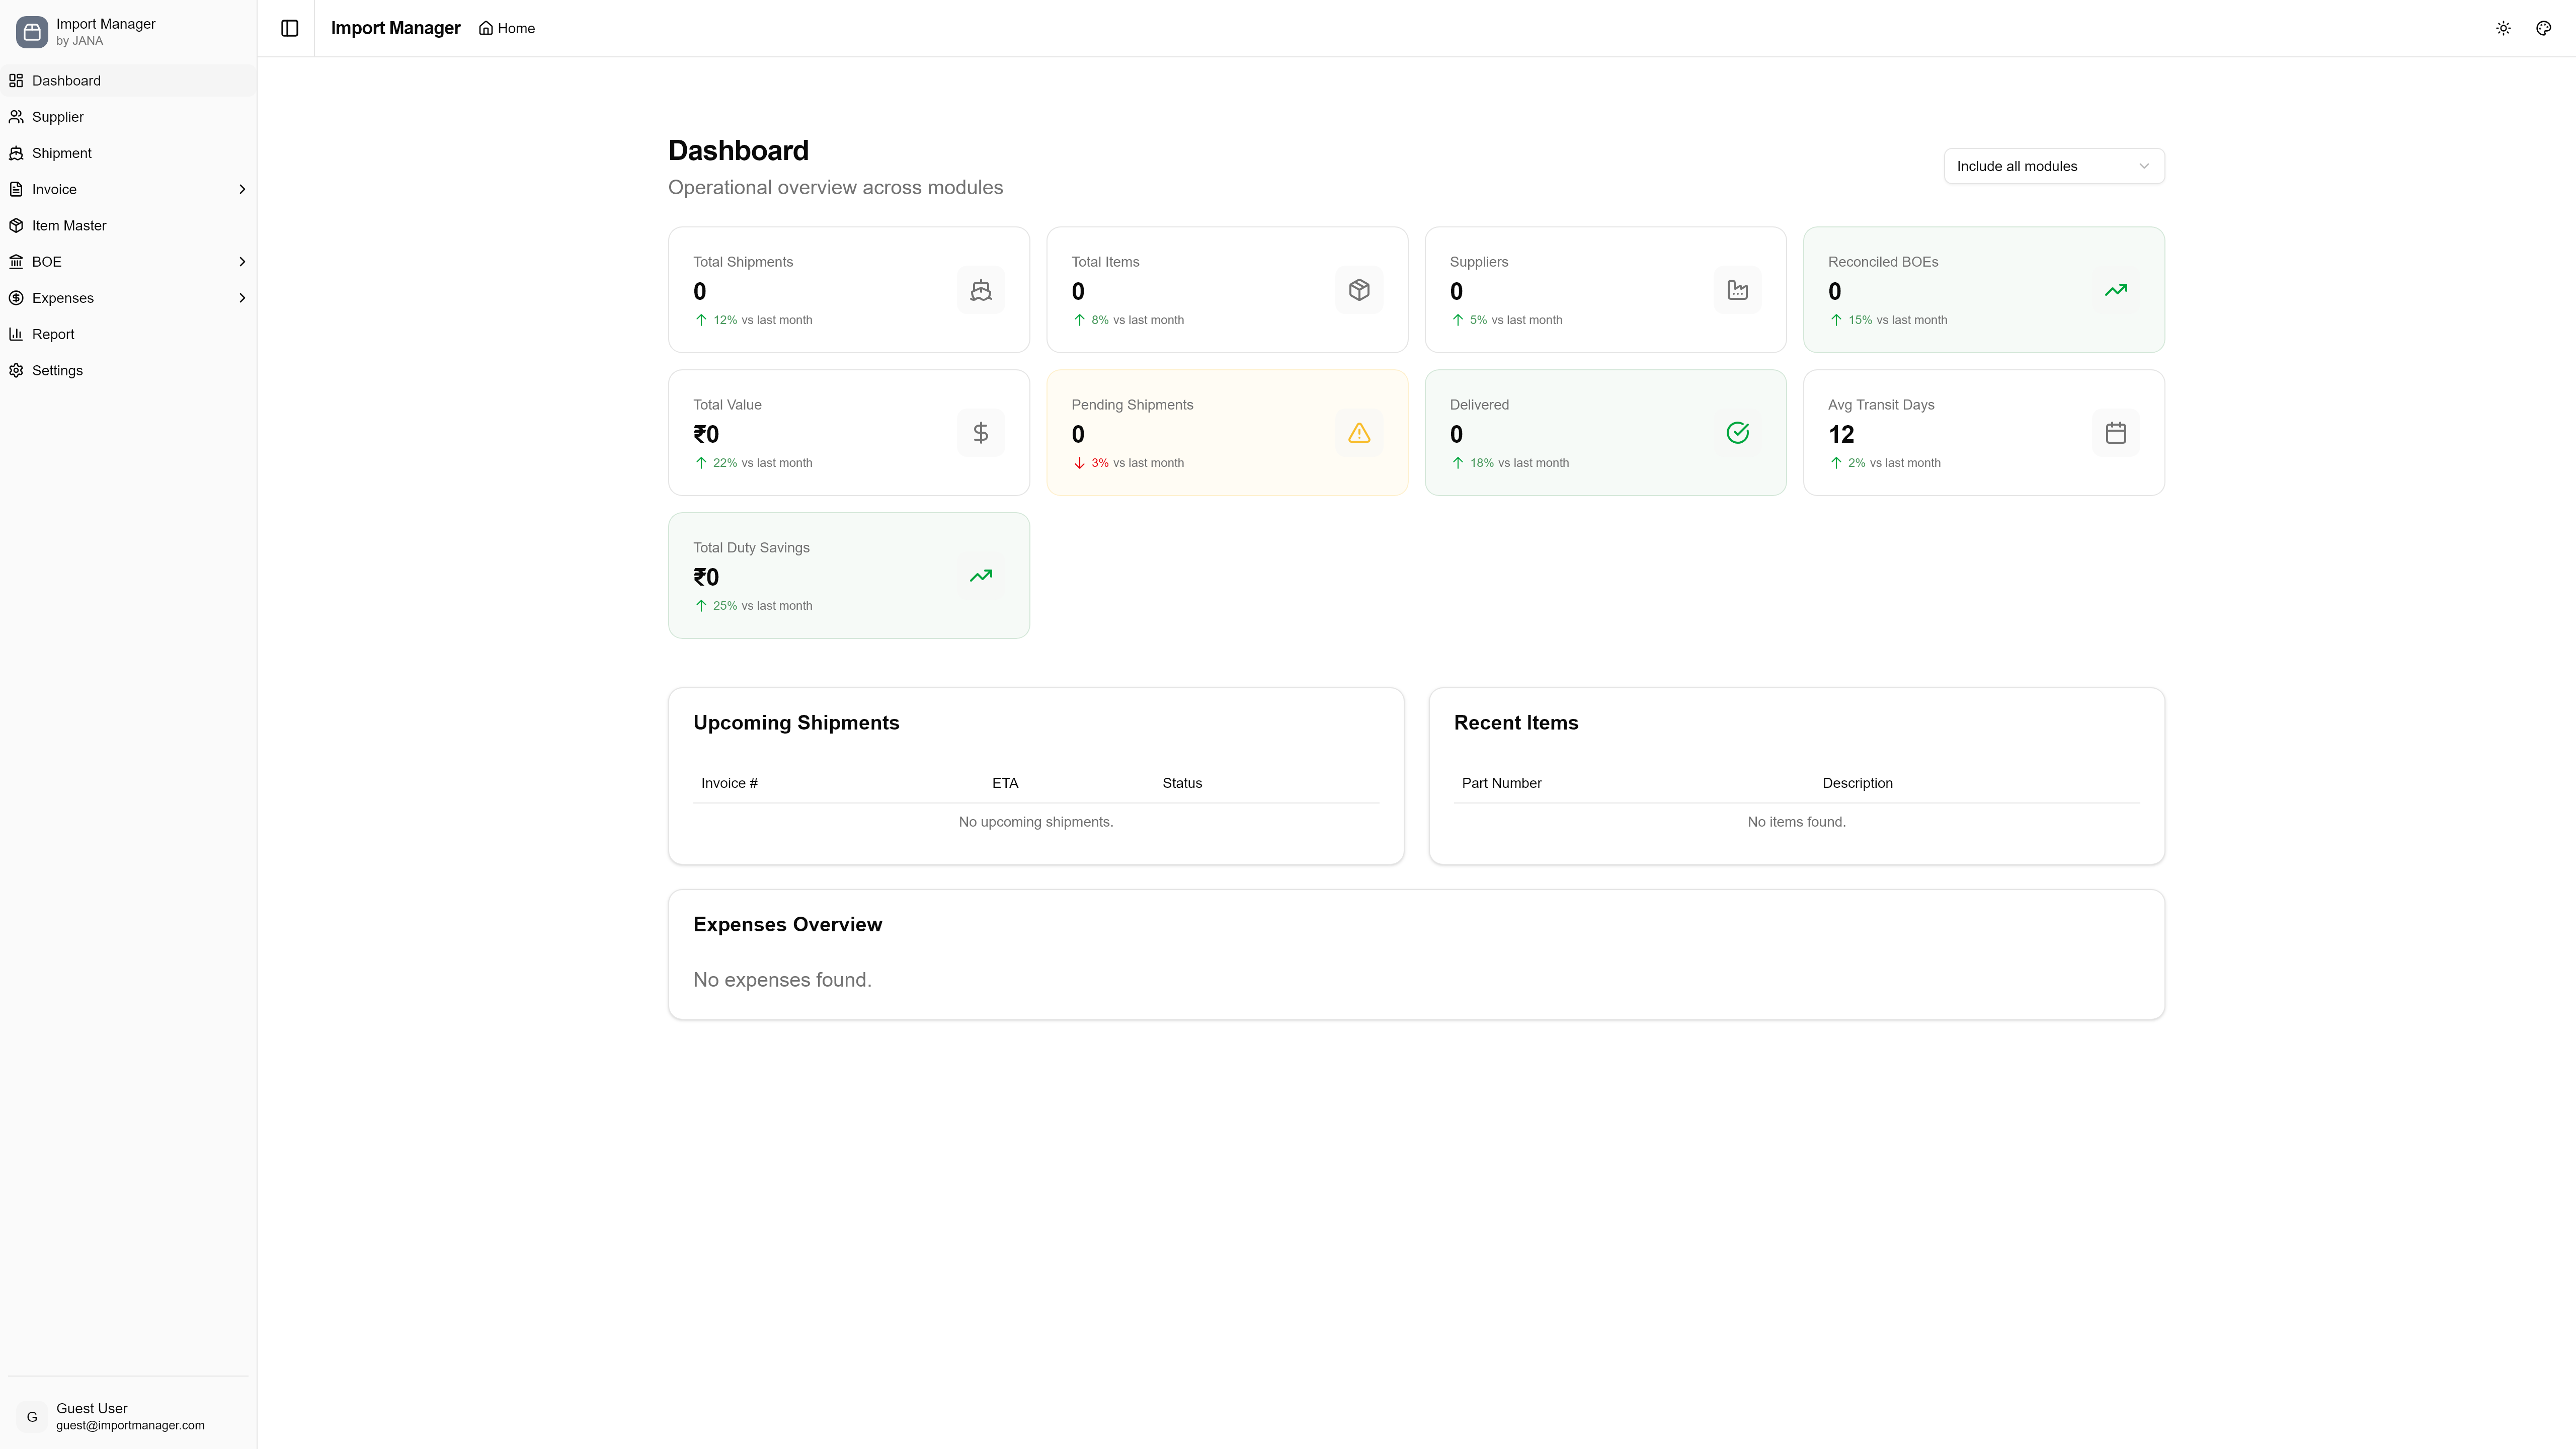 Import Manager
by JANA
Dashboard
Supplier
Shipment
Invoice
Item Master
BOE
Expenses
Report
Settings
Guest User
G
guest@importmanager.com
Import Manager
Home
Dashboard
Operational overview across modules
Include all modules
Total Shipments
0
12% vs last month
Total Items
0
8% vs last month
Suppliers
0
5% vs last month
Reconciled BOEs
0
15% vs last month
Total Value
₹0
22% vs last month
Pending Shipments
0
3% vs last month
Delivered
0
18% vs last month
Avg Transit Days
12
2% vs last month
Total Duty Savings
₹0
25% vs last month
Upcoming Shipments
Invoice # ETA Status
No upcoming shipments.
Recent Items
Part Number Description
No items found.
Expenses Overview
No expenses found.